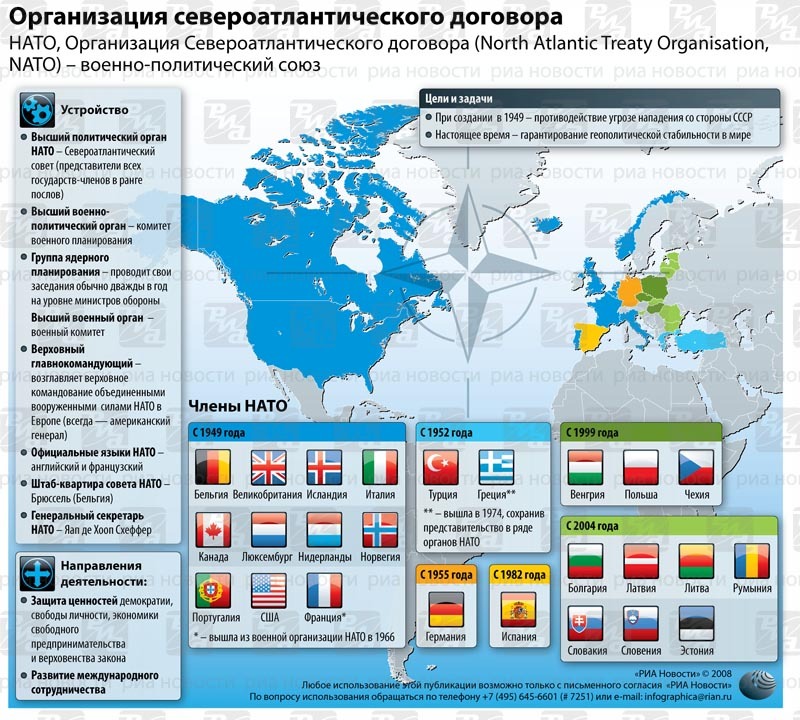 Организация североатлантического договора
НАТО, Организация Североатлантического договора (North Atlantic Treaty Organisation,
NATO) – военно-политический союз
Устройство
Высший политический орган
НАТО – Североатлантический
совет (представители всех
государств-членов в ранге
послов)
Высший военно-
политический орган – комитет
военного планирования
Группа ядерного
планирования – проводит свои
заседания обычно дважды в год
на уровне министров обороны
Высший военный орган –
военный комитет
Верховный
главнокомандующий –
возглавляет верховное
командование объединенными
вооруженными силами НАТО в
Европе (всегда — американский
генерал)
Официальные языки НАТО –
английский и французский
Штаб-квартира совета НАТО –
Брюссель (Бельгия)
Генеральный секретарь
НАТО – Яап де Хооп Схеффер
Направления
деятельности:
Защита ценностей демократии,
свободы личности, экономики
свободного
предпринимательства
и верховенства закона
Развитие международного
сотрудничества
Цели и задачи
При создании в 1949 – противодействие угрозе нападения со стороны СССР
Настоящее время – гарантирование геополитической стабильности в мире
Члены НАТО
С 1949 года
Бельгия Великобритания Исландия Италия
Канада Люксембург Нидерланды Норвегия
Португалия США Франция*
* – вышла из военной организации НАТО в 1966
С 1952 года
Турция Греция**
** – вышла в 1974, сохранив
представительство в ряде
органов НАТО
С 1955 года
Германия
С 1982 года
Испания
С 1999 года
Венгрия Польша Чехия
С 2004 года
Болгария Латвия Литва Румыния
Словакия Словения Эстония
«РИА Новости» © 2008
Любое использование этой публикации возможно только с письменного согласия «РИА Новости»
По вопросу использования обращаться по телефону +7 (495) 645-6601 (# 7251) или e-mail: infographica@rian.ru